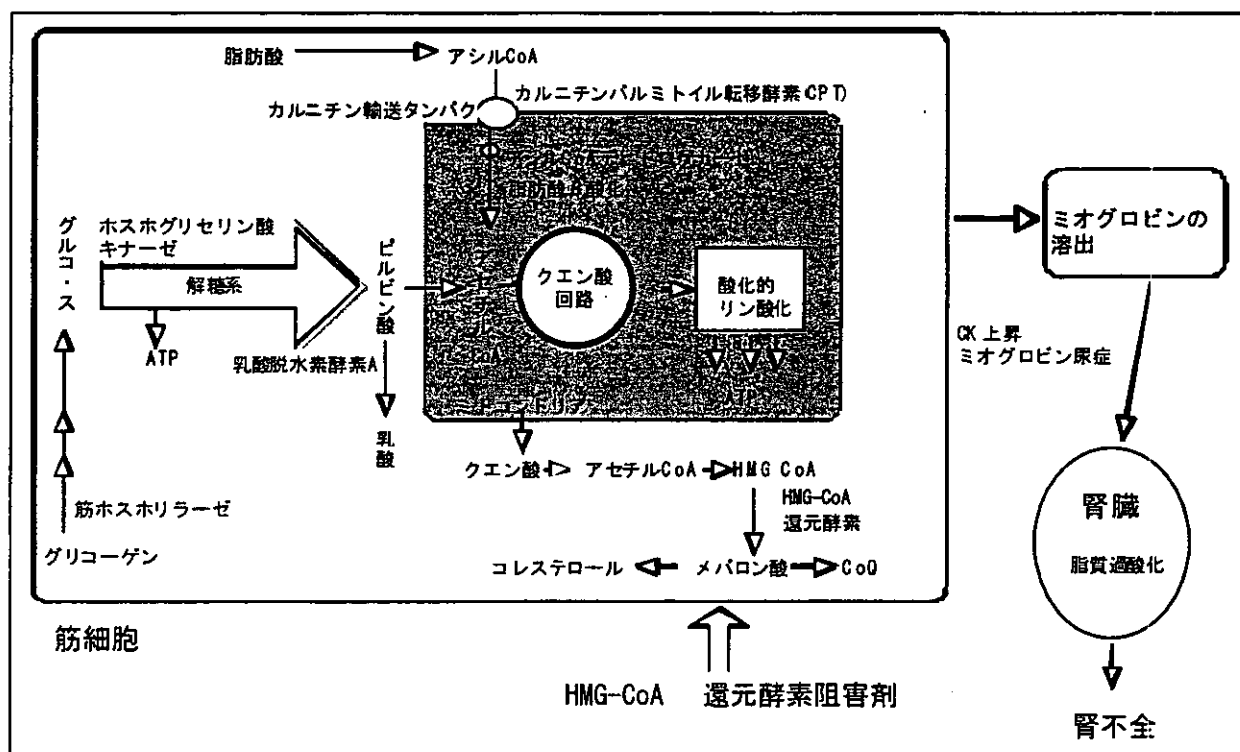 脂肪酸
アシルCoA
カルニチン輸送タンパク
カルニチンパルミトイル転移酵素(CPT)
グルコース
ホスホグリセリン酸
キナーゼ
解糖系
ATP
乳酸脱水素酵素A
ピルビン酸
乳酸
クエン酸
回路
酸化的
リン酸化
CoA
ATP
クエン酸
アセチルCoA
HMG CoA
HMG-CoA
還元酵素
コレステロール
メバロン酸
CoQ
筋ホスホリラーゼ
グリコーゲン
筋細胞
HMG-CoA 還元酵素阻害剤
ミオグロビンの
溶出
CK上昇
ミオグロビン尿症
腎臓
脂質過酸化
腎不全